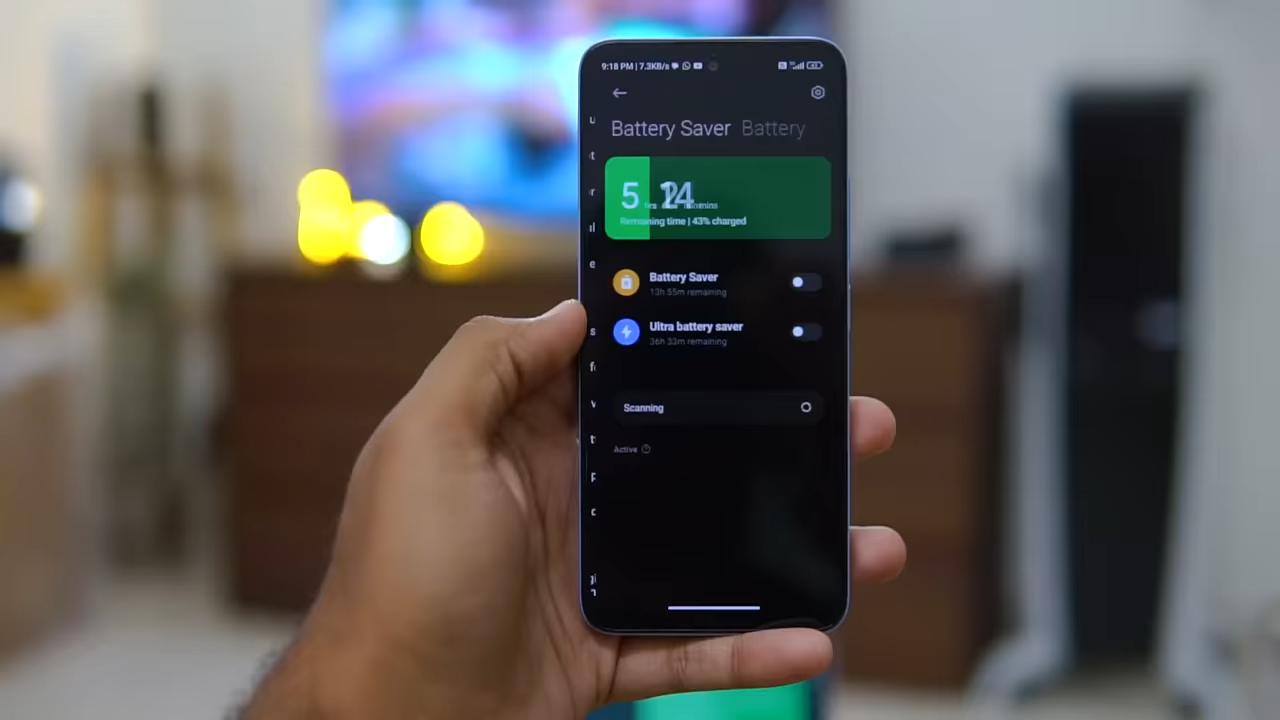 9:18 PM | 7.3KB/s
43
Battery Saver Battery
5
Remaining time | 43% charged
Battery Saver
13h 55m remaining
Ultra battery saver
36h 33m remaining
Scanning
Active